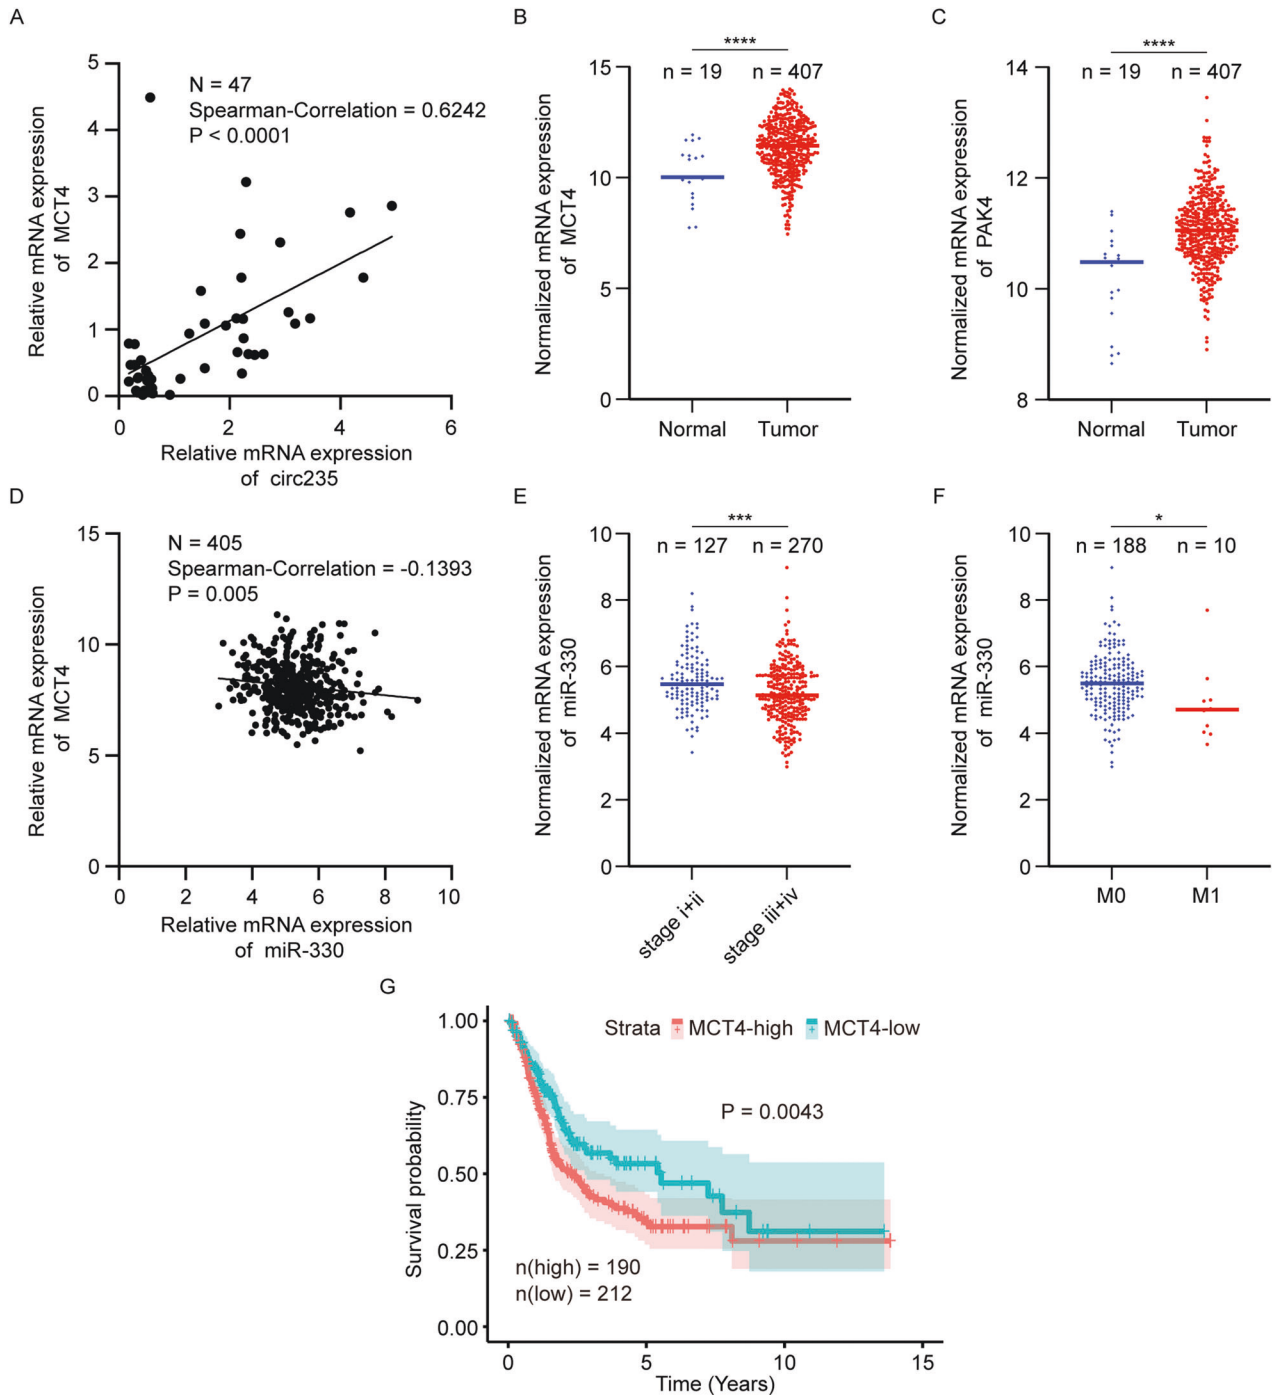 A
N = 47
Spearman-Correlation = 0.6242
P < 0.0001
Relative mRNA expression
of MCT4
5
4
3
2
1
0
0 2 4 6
Relative mRNA expression
of circ235
B
****
n = 19 n = 407
Normalized mRNA expression
of MCT4
15
10
5
0
Normal Tumor
C
****
n = 19 n = 407
Normalized mRNA expression
of PAK4
14
12
10
8
Normal Tumor
D
N = 405
Spearman-Correlation = -0.1393
P = 0.005
Relative mRNA expression
of MCT4
15
10
5
0
0 2 4 6 8 10
Relative mRNA expression
of miR-330
E
***
n = 127 n = 270
Normalized mRNA expression
of miR-330
10
8
6
4
2
0
stage i+ii stage iii+iv
F
*
n = 188 n = 10
Normalized mRNA expression
of miR-330
10
8
6
4
2
0
M0 M1
G
Strata MCT4-high MCT4-low
P = 0.0043
Survival probability
1.00
0.75
0.50
0.25
0.00
n(high) = 190
n(low) = 212
0 5 10 15
Time (Years)